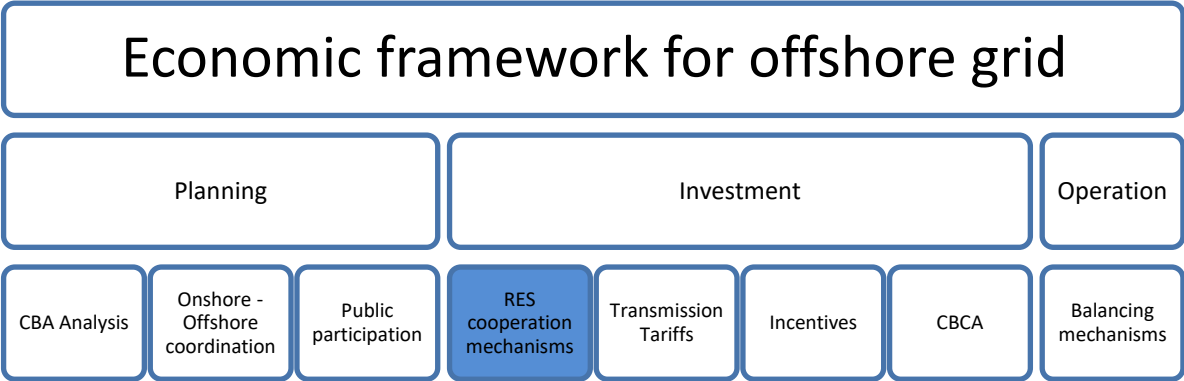 Economic framework for offshore grid
Planning
Investment
Operation
CBA Analysis
Onshore -
Offshore
coordination
Public
participation
RES
cooperation
mechanisms
Transmission
Tariffs
Incentives
CBCA
Balancing
mechanisms